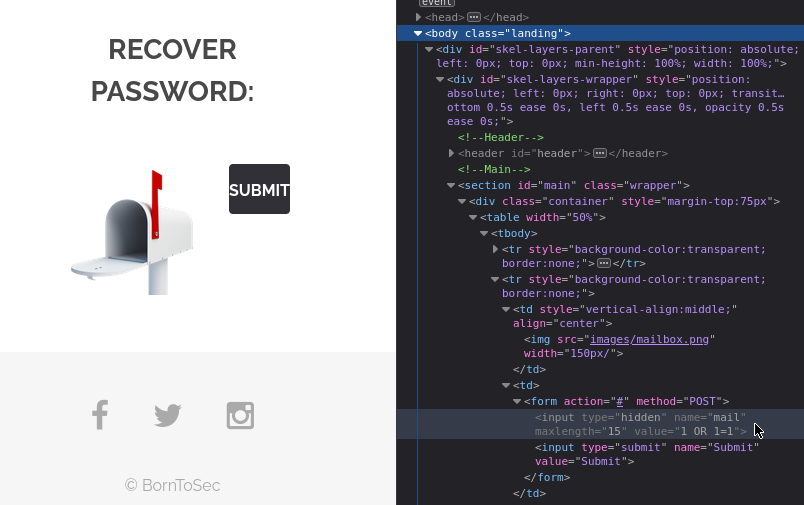 RECOVER
PASSWORD:
SUBMIT
© BornToSec
event
<head> ··· </head>
<body class="landing">
<div id="skel-layers-parent" style="position: absolute;
left: 0px; top: 0px; min-height: 100%; width: 100%;">
<div id="skel-layers-wrapper" style="position:
absolute; left: 0px; right: 0px; top: 0px; transit…
ottom 0.5s ease 0s, left 0.5s ease 0s, opacity 0.5s
ease 0s;">
<!--Header-->
<header id="header"> ··· </header>
<!--Main-->
<section id="main" class="wrapper">
<div class="container" style="margin-top:75px">
<table width="50%">
<tbody>
<tr style="background-color:transparent;
border:none;"> ··· </tr>
<tr style="background-color:transparent;
border:none;">
<td style="vertical-align:middle;"
align="center">
<img src="images/mailbox.png"
width="150px/">
</td>
<td>
<form action="#" method="POST">
<input type="hidden" name="mail"
maxlength="15" value="1 OR 1=1">
<input type="submit" name="Submit"
value="Submit">
</form>
</td>